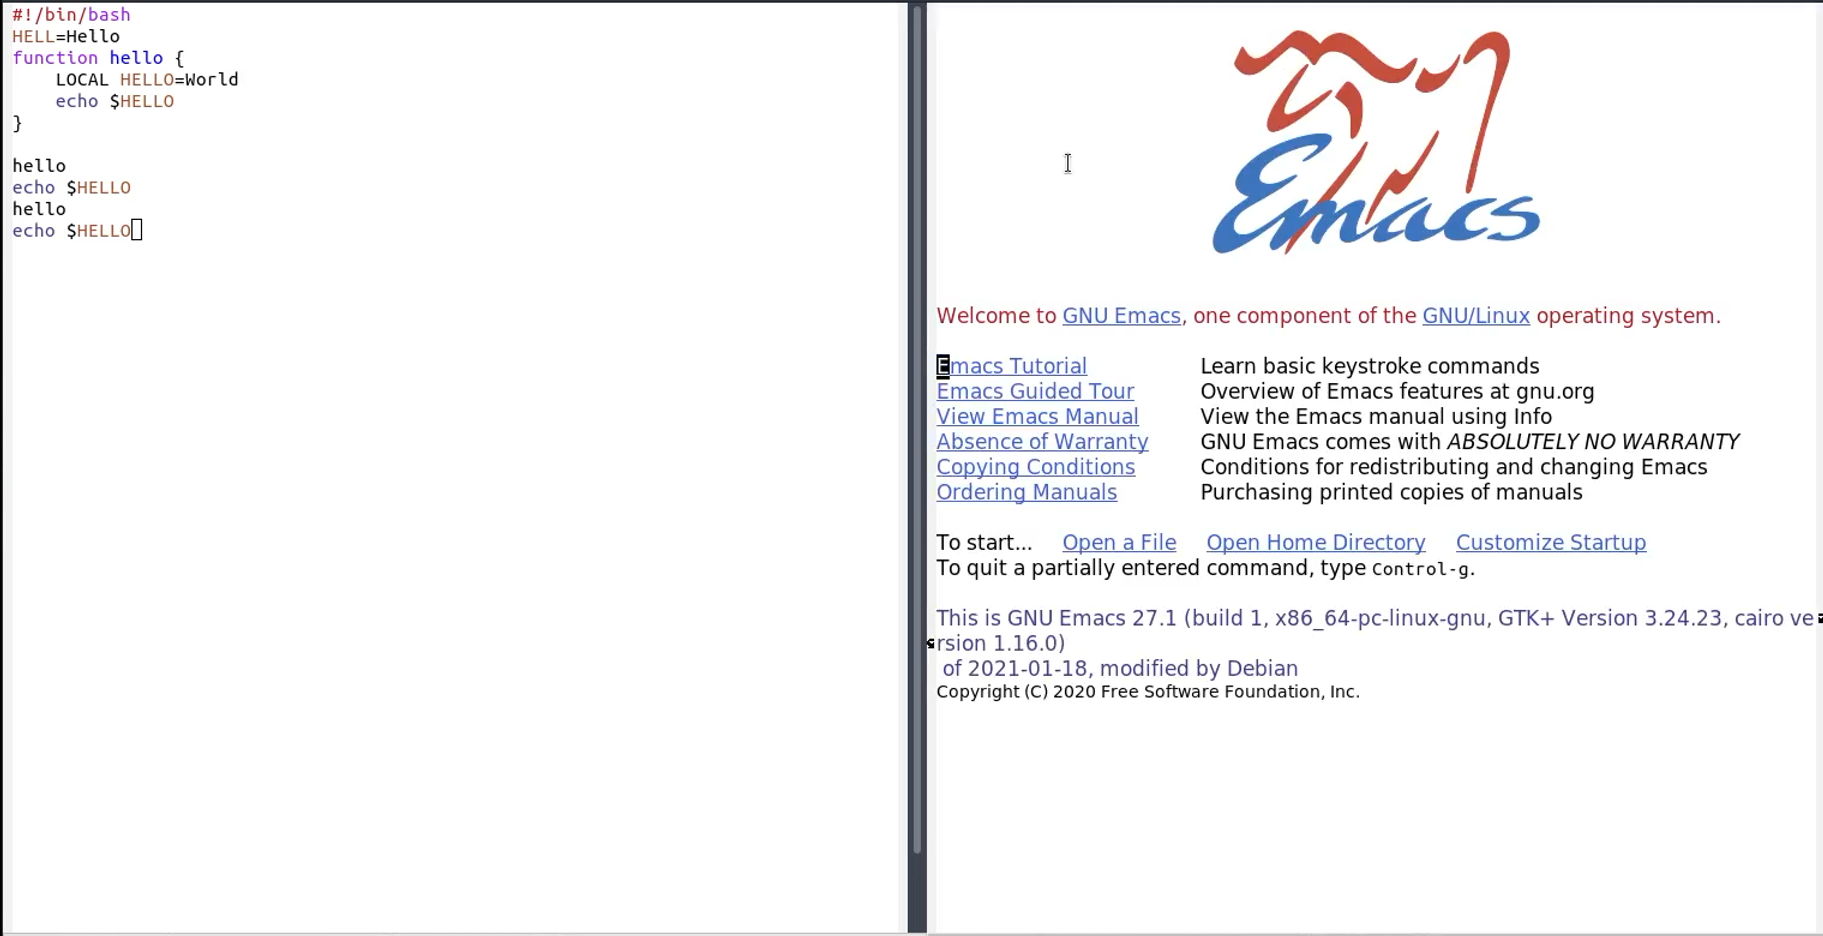 #!/bin/bash
HELL=Hello
function hello {
    LOCAL HELLO=World
    echo $HELLO
}
hello
echo $HELLO
hello
echo $HELLO
Emacs
Welcome to GNU Emacs, one component of the GNU/Linux operating system.
Emacs Tutorial Learn basic keystroke commands
Emacs Guided Tour Overview of Emacs features at gnu.org
View Emacs Manual View the Emacs manual using Info
Absence of Warranty GNU Emacs comes with ABSOLUTELY NO WARRANTY
Copying Conditions Conditions for redistributing and changing Emacs
Ordering Manuals Purchasing printed copies of manuals
To start... Open a File Open Home Directory Customize Startup
To quit a partially entered command, type Control-g.
This is GNU Emacs 27.1 (build 1, x86_64-pc-linux-gnu, GTK+ Version 3.24.23, cairo ve
rsion 1.16.0)
of 2021-01-18, modified by Debian
Copyright (C) 2020 Free Software Foundation, Inc.